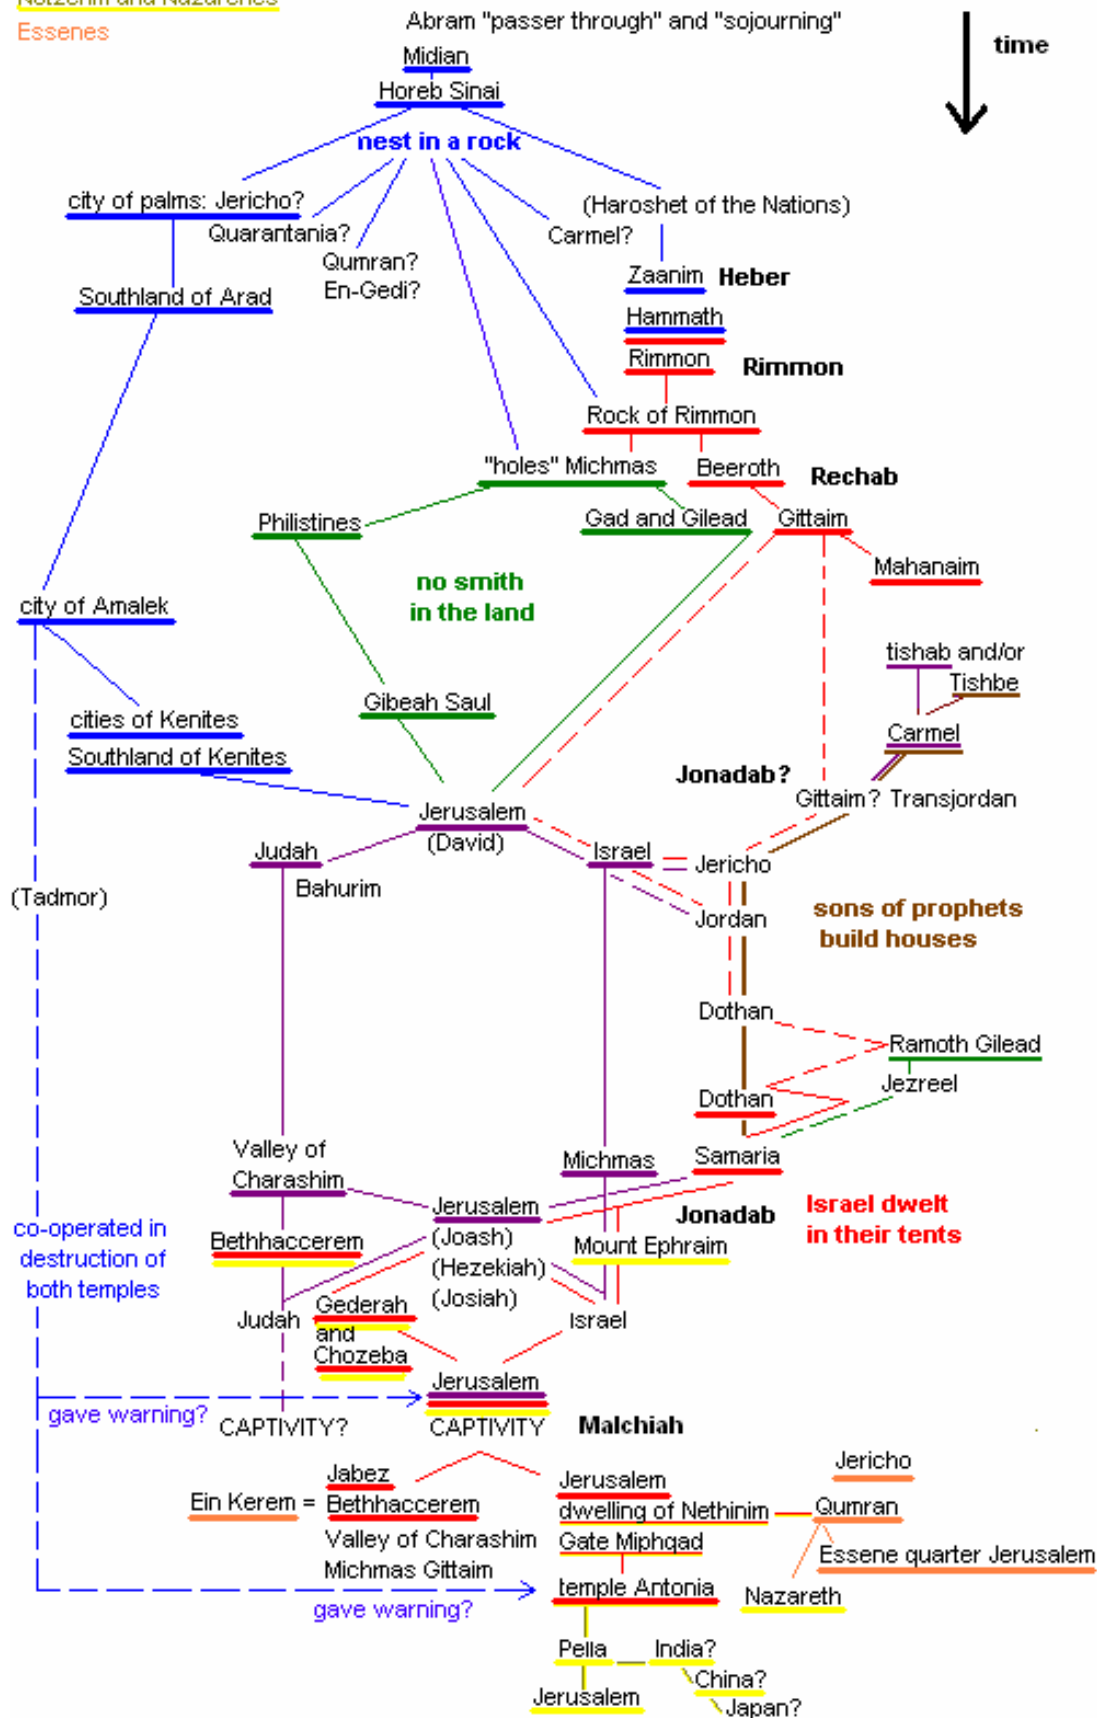 Netzerim and Nazarenes
Essenes
Abram "passer through" and "sojourning"
time
Midian
Horeb Sinai
nest in a rock
city of palms: Jericho?
(Haroshet of the Nations)
Quarantania?
Carmel?
Qumran?
En-Gedi?
Zaanim Heber
Southland of Arad
Hammath
Rimmon Rimmon
Rock of Rimmon
"holes" Michmas
Beeroth
Rechab
Philistines
Gad and Gilead
Gittaim
Mahanaim
no smith
in the land
city of Amalek
tishab and/or
Tishbe
Gibeah Saul
cities of Kenites
Carmel
Southland of Kenites
Jonadab?
Gittaim? Transjordan
Jerusalem
(David)
Judah
Israel
Jericho
Bahurim
(Tadmor)
Jordan
sons of prophets
build houses
Dothan
Ramoth Gilead
Jezreel
Dothan
Valley of
Charashim
Michmas
Samaria
Jerusalem
Jonadab
Israel dwelt
in their tents
co-operated in
destruction of
both temples
Bethhaccerem
(Joash)
Mount Ephraim
(Hezekiah)
(Josiah)
Judah
Gederah
and
Chozeba
Israel
Jerusalem
gave warning?
CAPTIVITY?
CAPTIVITY
Malchiah
Jericho
Jabez
Jerusalem
Ein Kerem = Bethhaccerem
dwelling of Nethinim
Qumran
Valley of Charashim
Gate Miphqad
Essene quarter Jerusalem
Michmas Gittaim
temple Antonia
Nazareth
gave warning?
Pella
India?
China?
Jerusalem
Japan?